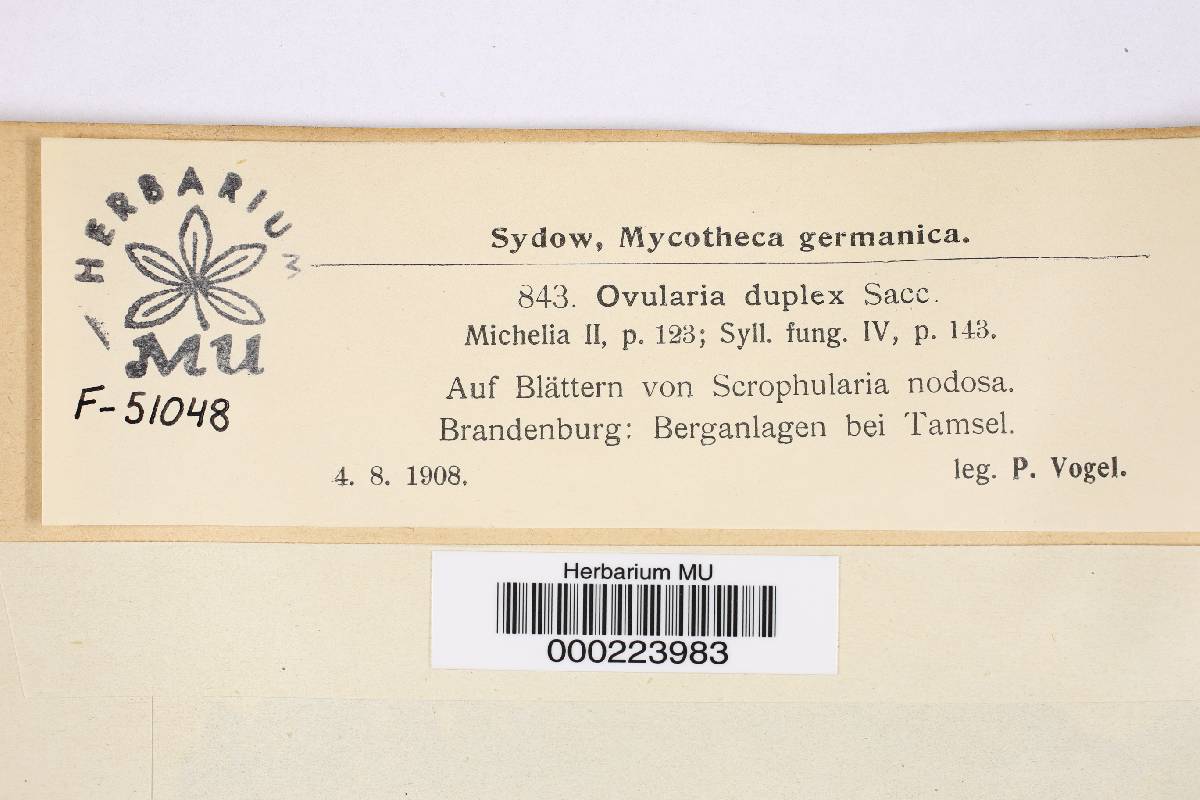 HERBARIUM
MU
F-51048
Sydow, Mycotheca germanica.
843. Ovularia duplex Sacc.
Michelia II, p. 123; Syll. fung. IV, p. 143.
Auf Blättern von Scrophularia nodosa.
Brandenburg: Berganlagen bei Tamsel.
4. 8. 1908.
leg. P. Vogel.
Herbarium MU
000223983